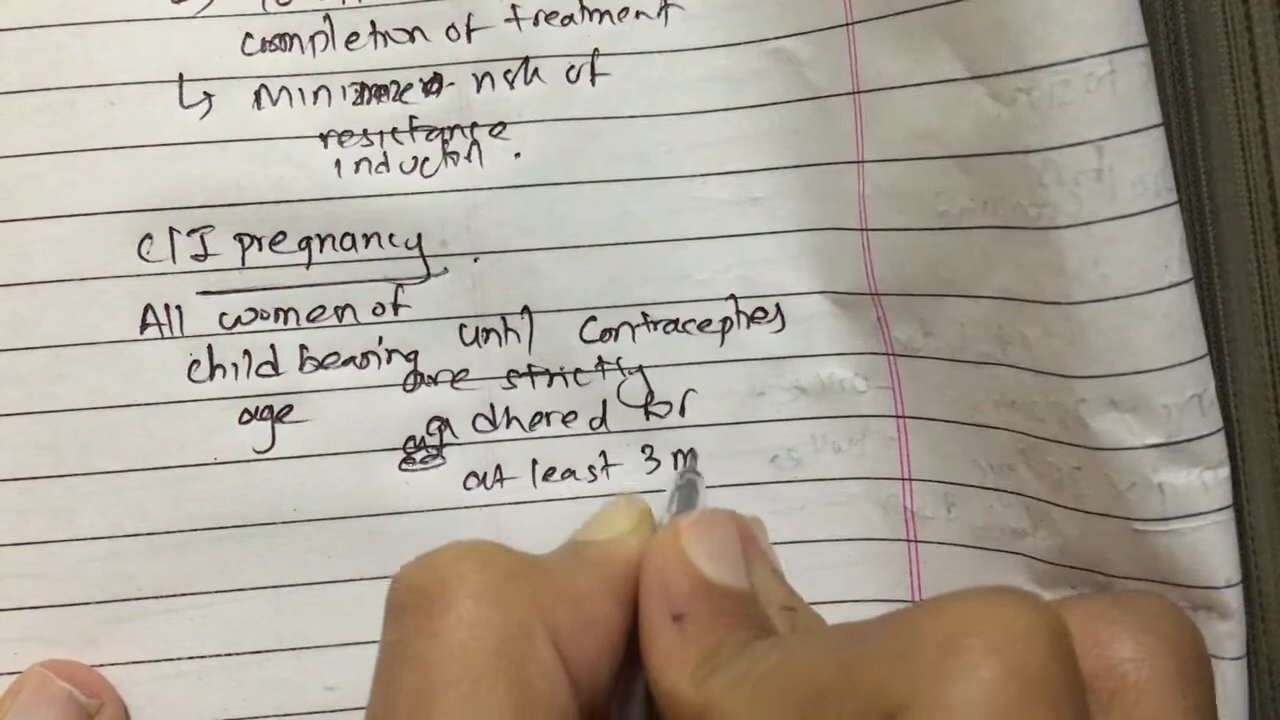 completion of treatment
↳ Minimize risk of
resistance
induction.
C/I pregnancy.
All women of
child bearing
age
until contraceptives
are strictly
adhered for
at least 3 m